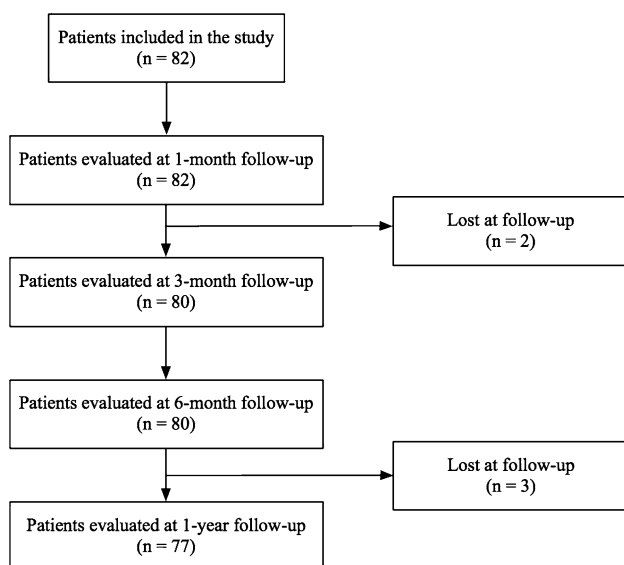 Patients included in the study
(n = 82)
Patients evaluated at 1-month follow-up
(n = 82)
Lost at follow-up
(n = 2)
Patients evaluated at 3-month follow-up
(n = 80)
Patients evaluated at 6-month follow-up
(n = 80)
Lost at follow-up
(n = 3)
Patients evaluated at 1-year follow-up
(n = 77)